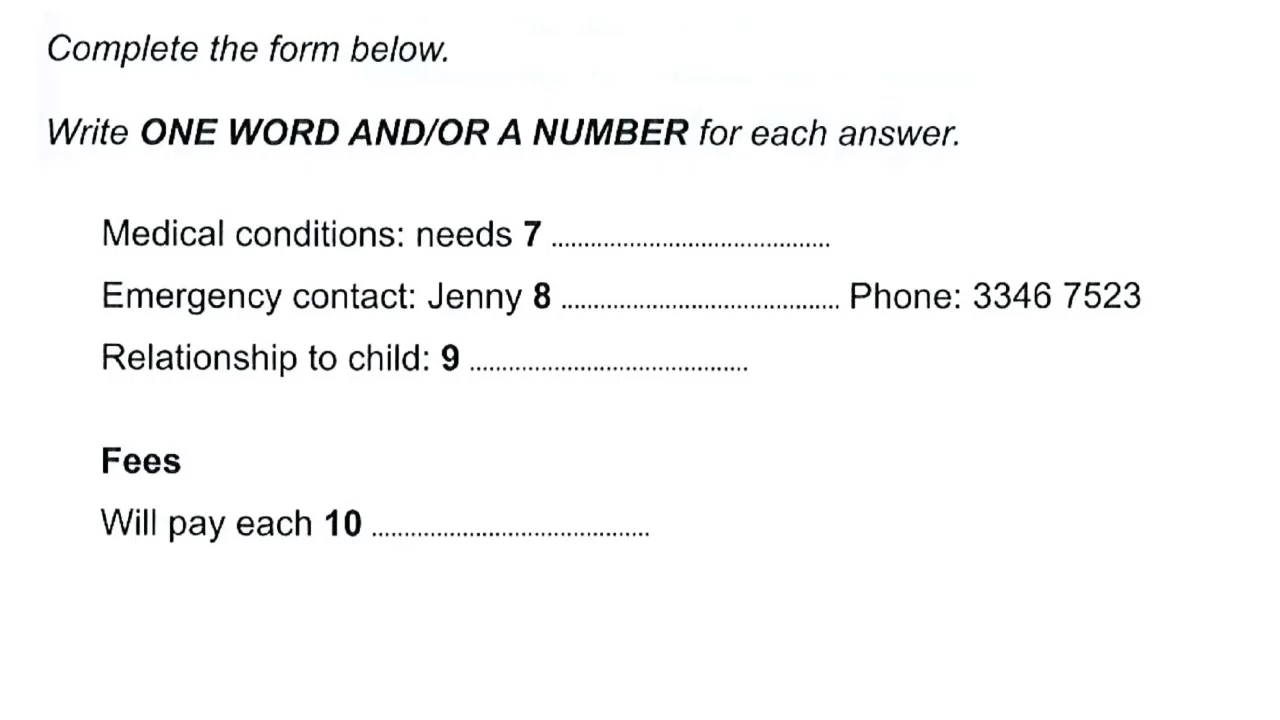 Complete the form below.
Write ONE WORD AND/OR A NUMBER for each answer.
Medical conditions: needs 7 ..........................................
Emergency contact: Jenny 8 .......................................... Phone: 3346 7523
Relationship to child: 9 ..........................................
Fees
Will pay each 10 ..........................................